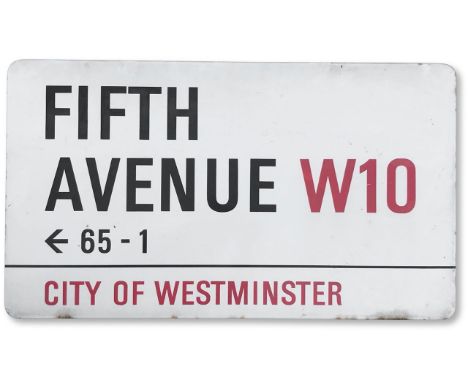 FIFTH
AVENUE W10
← 65 - 1
CITY OF WESTMINSTER